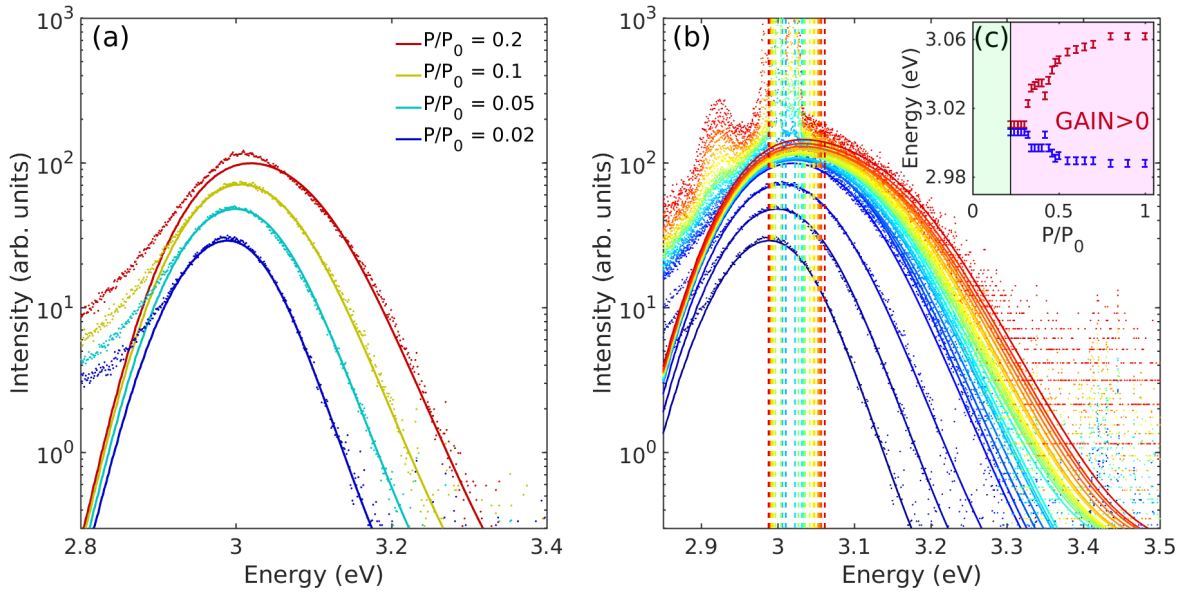 (a)
P/P₀ = 0.2
P/P₀ = 0.1
P/P₀ = 0.05
P/P₀ = 0.02
10³
10²
10¹
10⁰
Intensity (arb. units)
2.8 3 3.2 3.4
Energy (eV)
(b)
10³
10²
10¹
10⁰
Intensity (arb. units)
2.9 3 3.1 3.2 3.3 3.4 3.5
Energy (eV)
(c)
3.06
3.02
2.98
Energy (eV)
GAIN>0
0 0.5 1
P/P₀